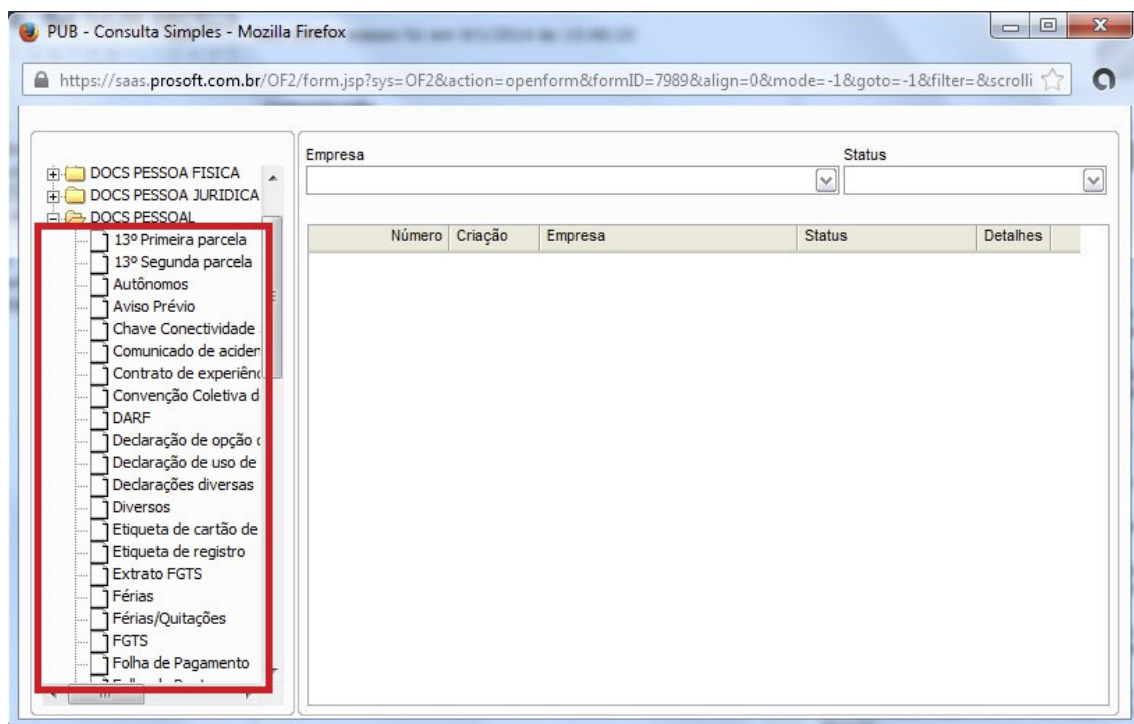 PUB - Consulta Simples - Mozilla Firefox
https://saas.prosoft.com.br/OF2/form.jsp?sys=OF2&action=openform&formID=7989&align=0&mode=-1&goto=-1&filter=&scrolli
DOCS PESSOA FISICA
DOCS PESSOA JURIDICA
DOCS PESSOAL
13º Primeira parcela
13º Segunda parcela
Autônomos
Aviso Prévio
Chave Conectividade
Comunicado de aciden
Contrato de experiênc
Convenção Coletiva d
DARF
Declaração de opção
Declaração de uso de
Declarações diversas
Diversos
Etiqueta de cartão de
Etiqueta de registro
Extrato FGTS
Férias
Férias/Quitações
FGTS
Folha de Pagamento
Empresa Status
Número Criação Empresa Status Detalhes